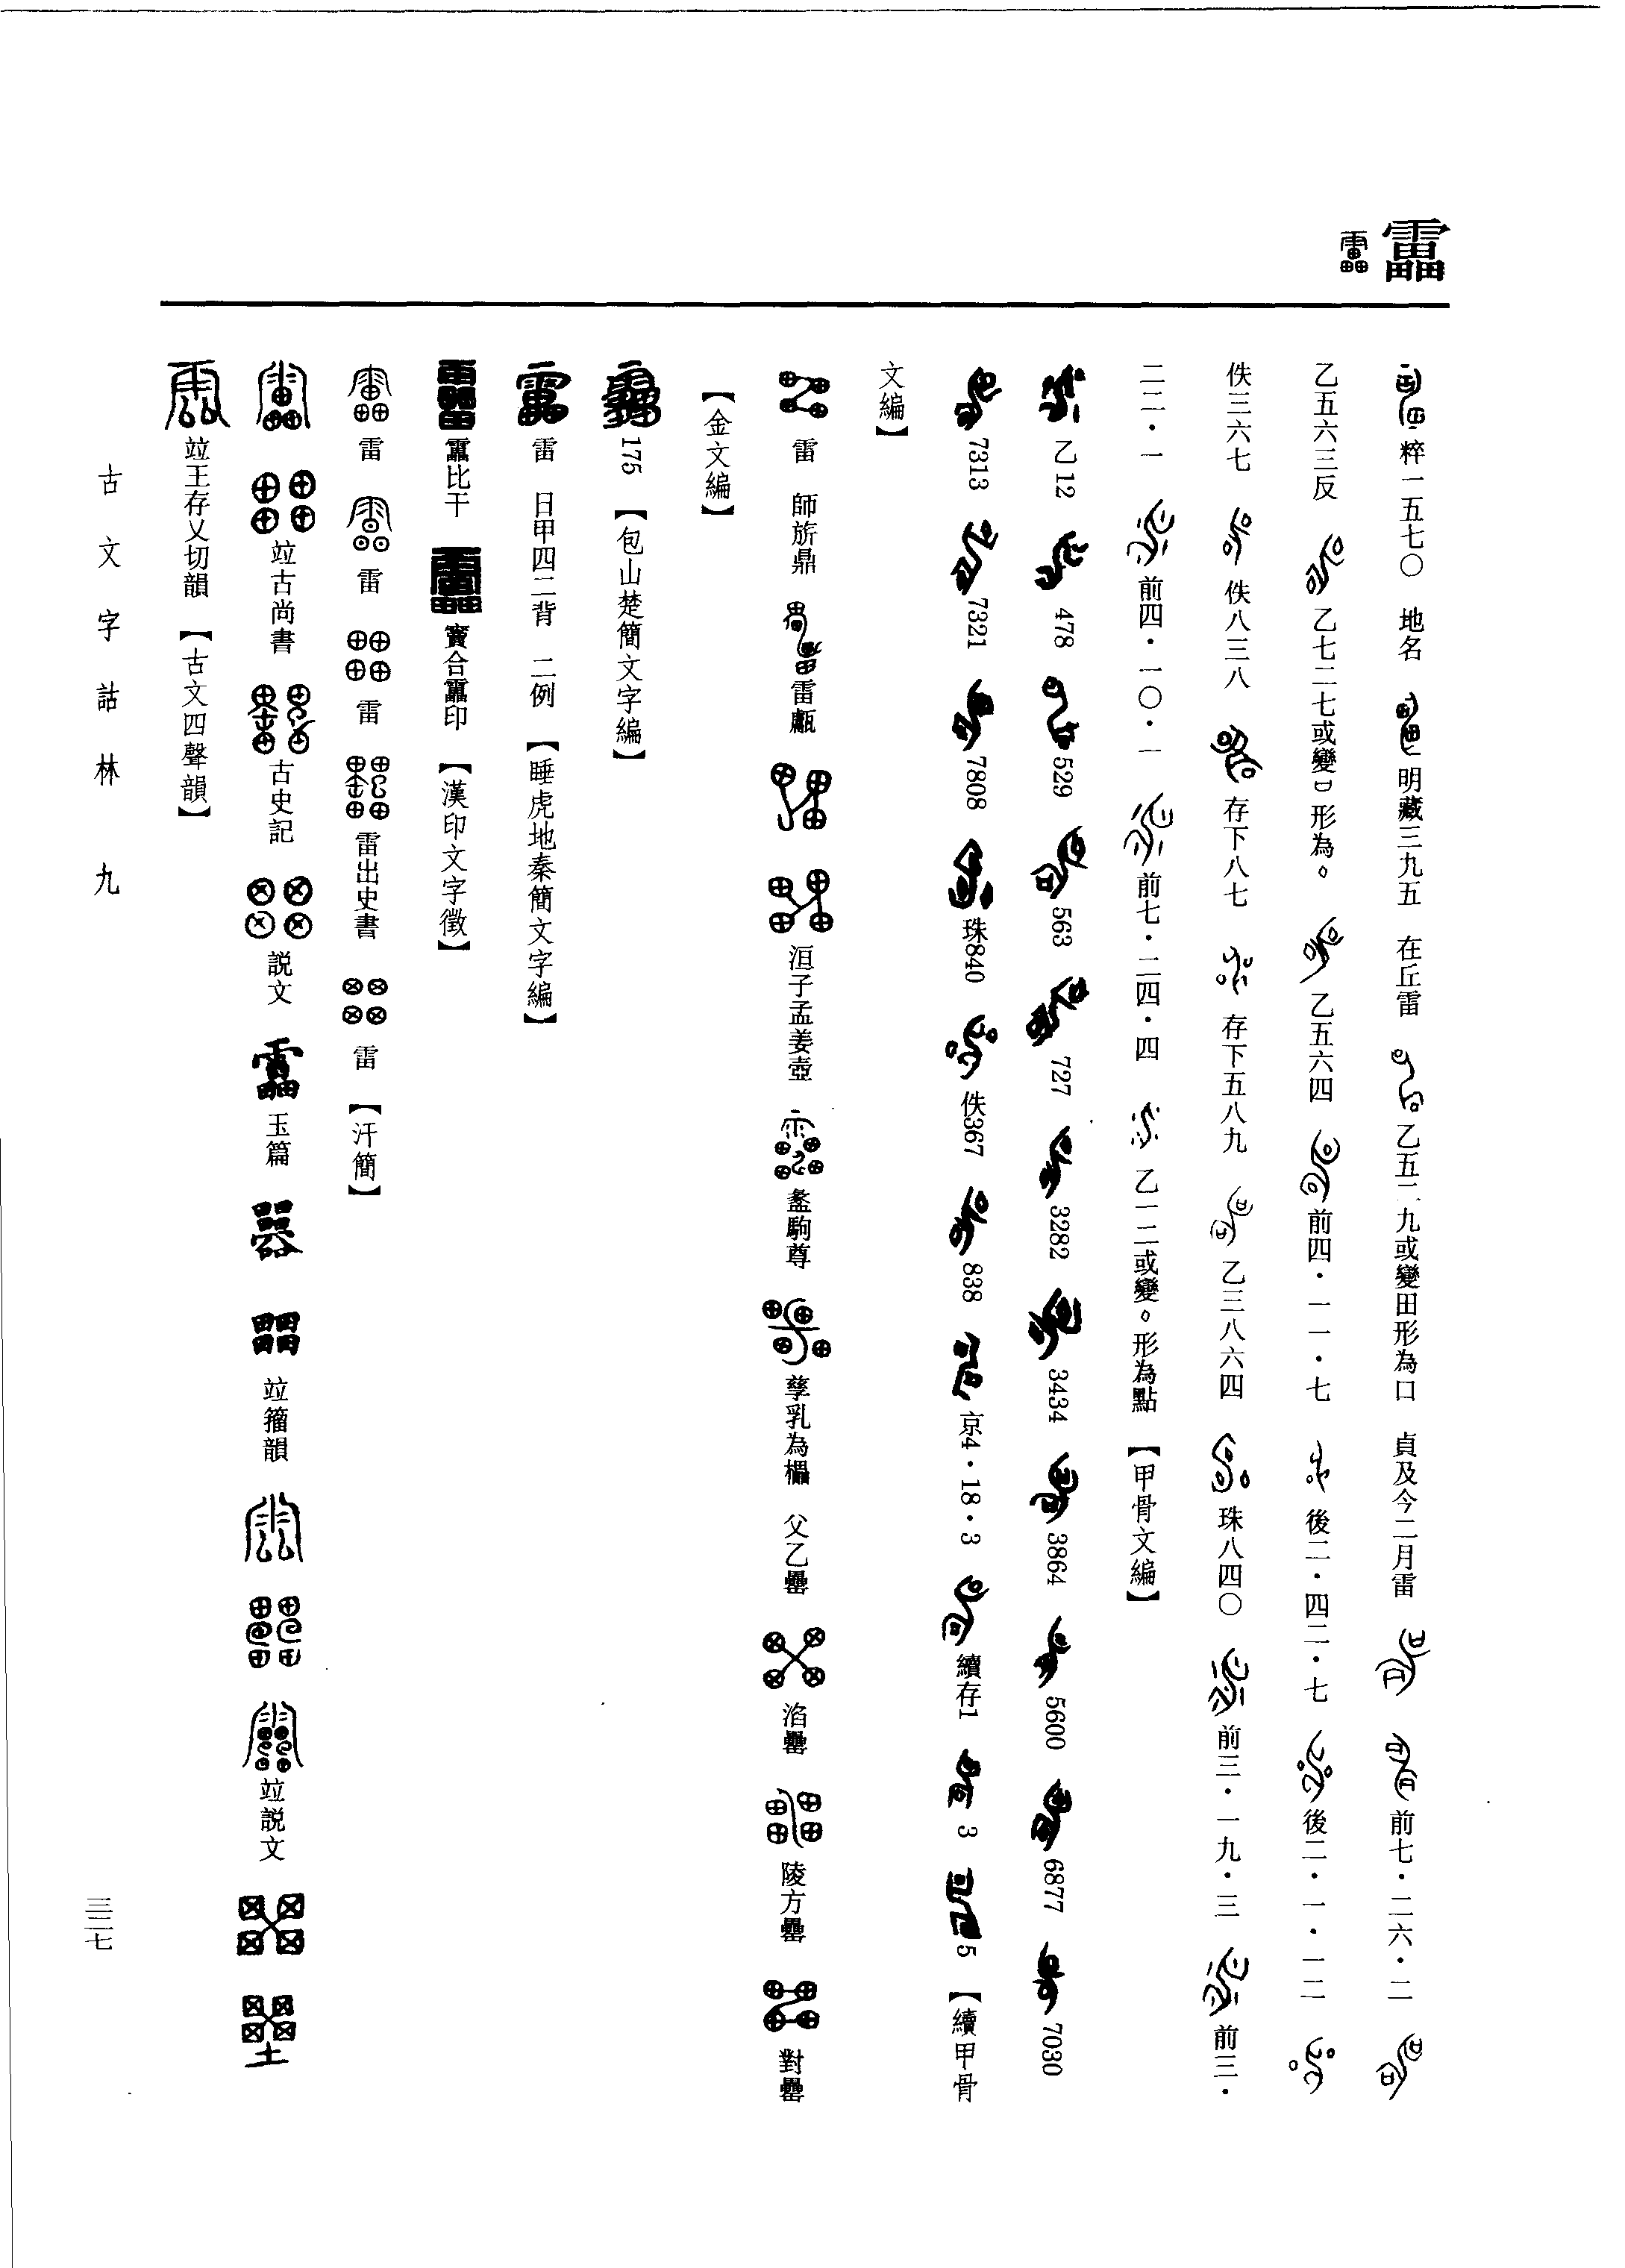 靁
粹一五七〇　地名　明藏三九五　在丘雷　乙五二九或變田形為口　貞及今二月雷　前七·二六·二
乙五六三反　乙七二七或變口形為。　乙五六四　前四·一一·七　後二·四二·七　後二·一·一二
佚三六七　佚八三八　存下八七　存下五八九　乙三八六四　珠八四〇　前三·一九·三　前三·
二二·一　前四·一〇·一　前七·二四·四　乙一二或變。形為點　【甲骨文編】
乙12　478　529　563　727　3282　3434　3864　5600　6877　7030
7313　7321　7808　珠840　佚367　838　京4·18·3　續存1　3　5　【續甲骨
文編】
雷　師旂鼎　雷甗　洹子孟姜壺　盠駒尊　孳乳為櫑　父乙罍　淊罍　陵方罍　對罍
【金文編】
175　【包山楚簡文字編】
雷　日甲四二背　二例　【睡虎地秦簡文字編】
靁比干　竇合靁印　【漢印文字徵】
雷　雷　雷　雷出史書　雷　【汗簡】
竝古尚書　古史記　説文　玉篇　竝籀韻　竝説文
竝王存乂切韻　【古文四聲韻】
古文字詁林　九
三二七